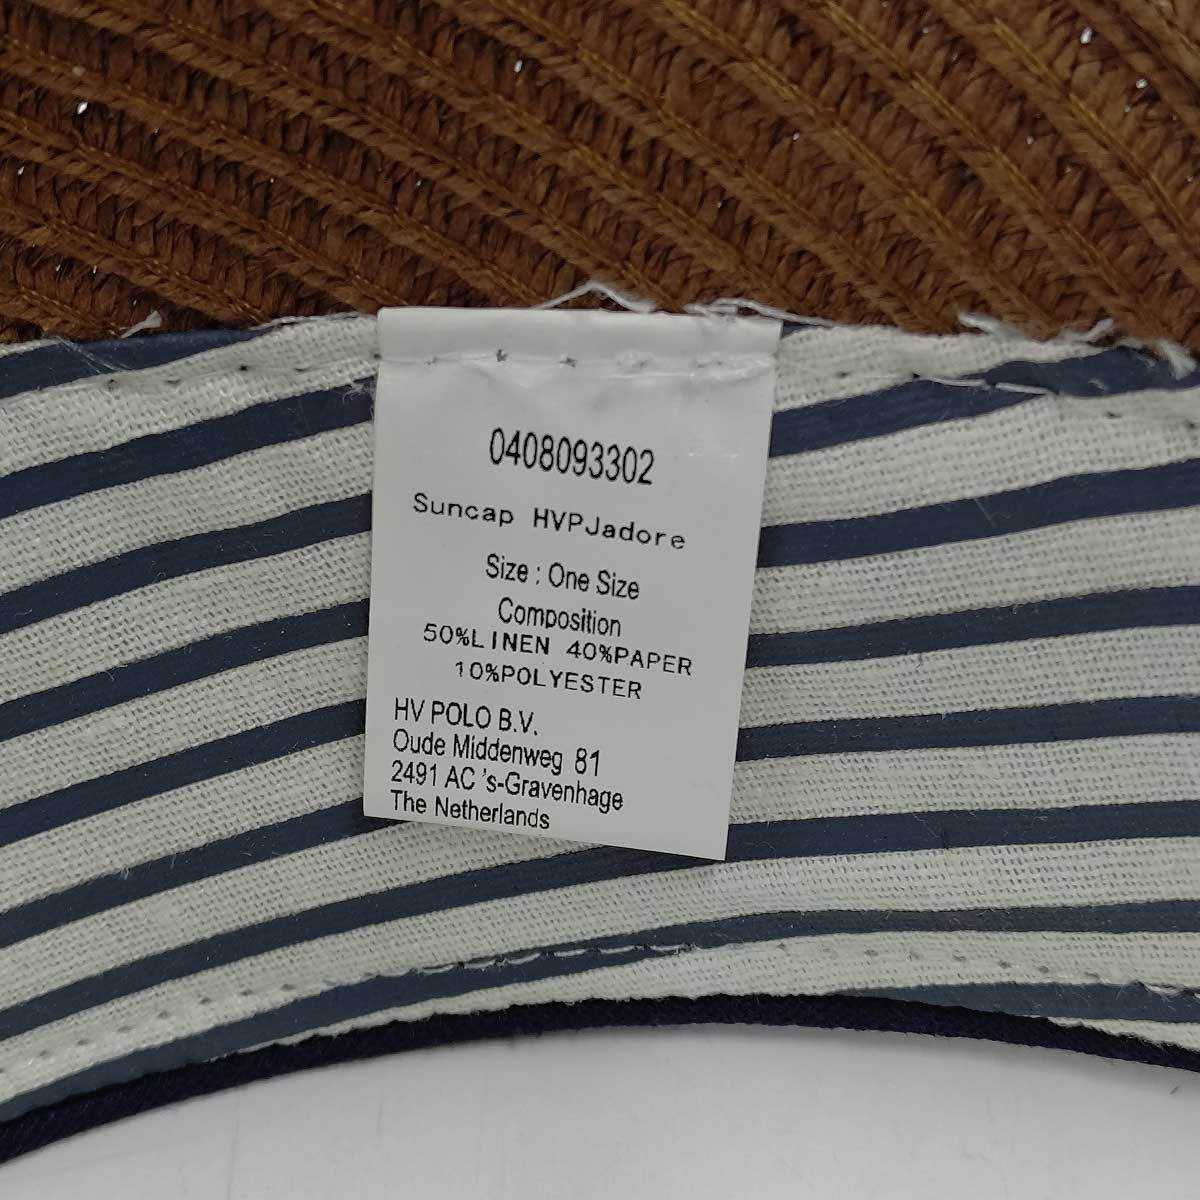 0408093302
Suncap HVPJadore
Size : One Size
Composition
50%LINEN 40%PAPER
10%POLYESTER
HV POLO B.V.
Oude Middenweg 81
2491 AC 's-Gravenhage
The Netherlands